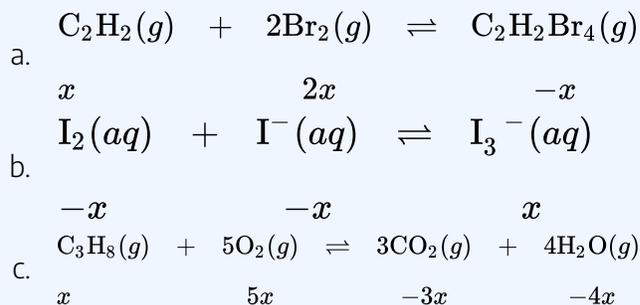 C₂H₂(g) + 2Br₂(g) ⇌ C₂H₂Br₄(g)
a.
x 2x −x
I₂(aq) + I⁻(aq) ⇌ I₃⁻(aq)
b.
−x −x x
C₃H₈(g) + 5O₂(g) ⇌ 3CO₂(g) + 4H₂O(g)
c.
x 5x −3x −4x